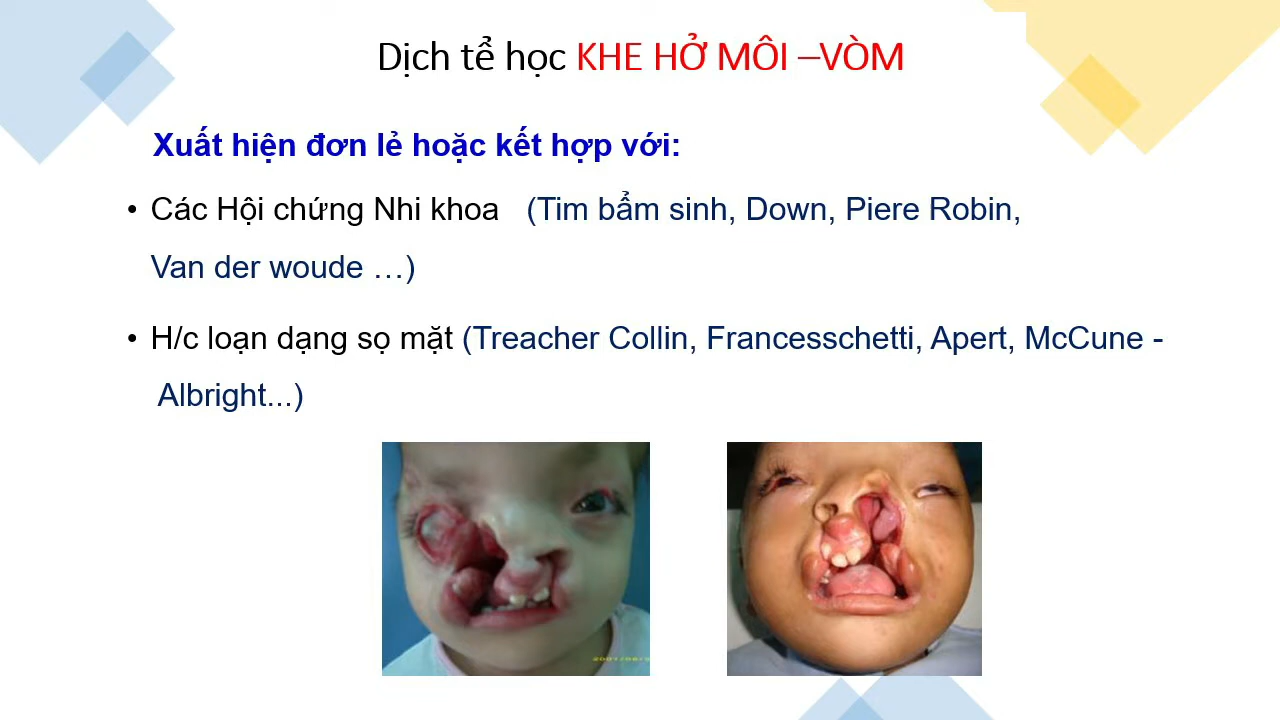 Dịch tể học KHE HỞ MÔI –VÒM
Xuất hiện đơn lẻ hoặc kết hợp với:
• Các Hội chứng Nhi khoa (Tim bẩm sinh, Down, Piere Robin,
Van der woude …)
• H/c loạn dạng sọ mặt (Treacher Collin, Francesschetti, Apert, McCune -
Albright...)